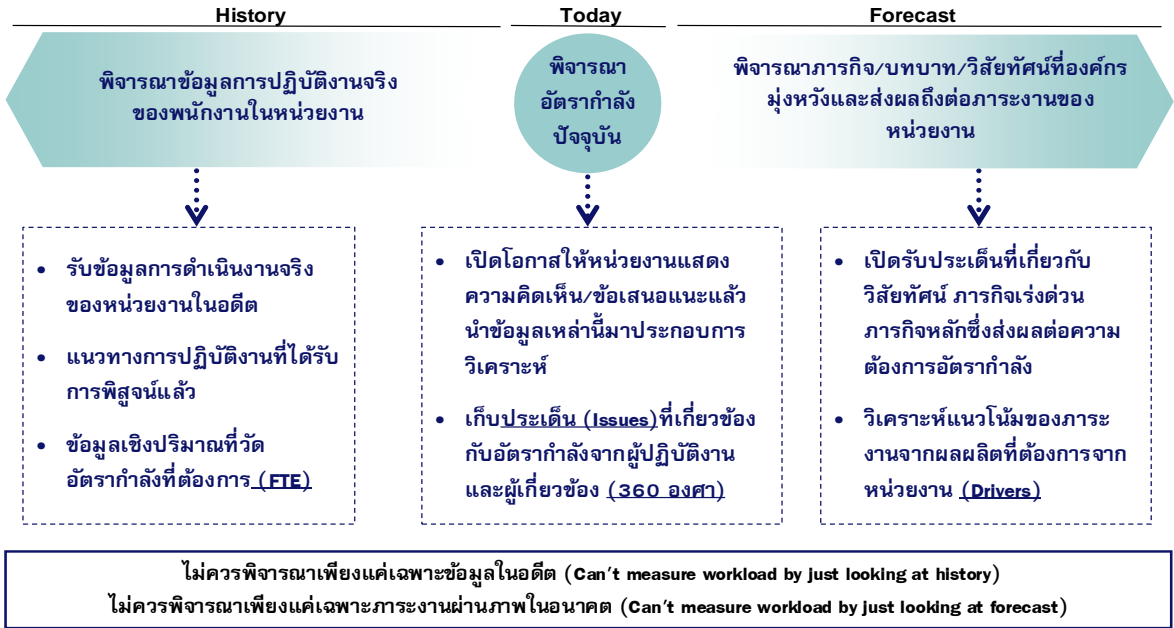 History
Today
Forecast
พิจารณาข้อมูลการปฏิบัติงานจริง
ของพนักงานในหน่วยงาน
พิจารณา
อัตรากำลัง
ปัจจุบัน
พิจารณาภารกิจ/บทบาท/วิสัยทัศน์ที่องค์กร
มุ่งหวังและส่งผลถึงต่อภาระงานของ
หน่วยงาน
• รับข้อมูลการดำเนินงานจริง
ของหน่วยงานในอดีต
• แนวทางการปฏิบัติงานที่ได้รับ
การพิสูจน์แล้ว
• ข้อมูลเชิงปริมาณที่วัด
อัตรากำลังที่ต้องการ (FTE)
• เปิดโอกาสให้หน่วยงานแสดง
ความคิดเห็น/ข้อเสนอแนะแล้ว
นำข้อมูลเหล่านี้มาประกอบการ
วิเคราะห์
• เก็บประเด็น (Issues)ที่เกี่ยวข้อง
กับอัตรากำลังจากผู้ปฏิบัติงาน
และผู้เกี่ยวข้อง (360 องศา)
• เปิดรับประเด็นที่เกี่ยวกับ
วิสัยทัศน์ ภารกิจเร่งด่วน
ภารกิจหลักซึ่งส่งผลต่อความ
ต้องการอัตรากำลัง
• วิเคราะห์แนวโน้มของภาระ
งานจากผลผลิตที่ต้องการจาก
หน่วยงาน (Drivers)
ไม่ควรพิจารณาเพียงแค่เฉพาะข้อมูลในอดีต (Can't measure workload by just looking at history)
ไม่ควรพิจารณาเพียงแค่เฉพาะภาระงานผ่านภาพในอนาคต (Can't measure workload by just looking at forecast)